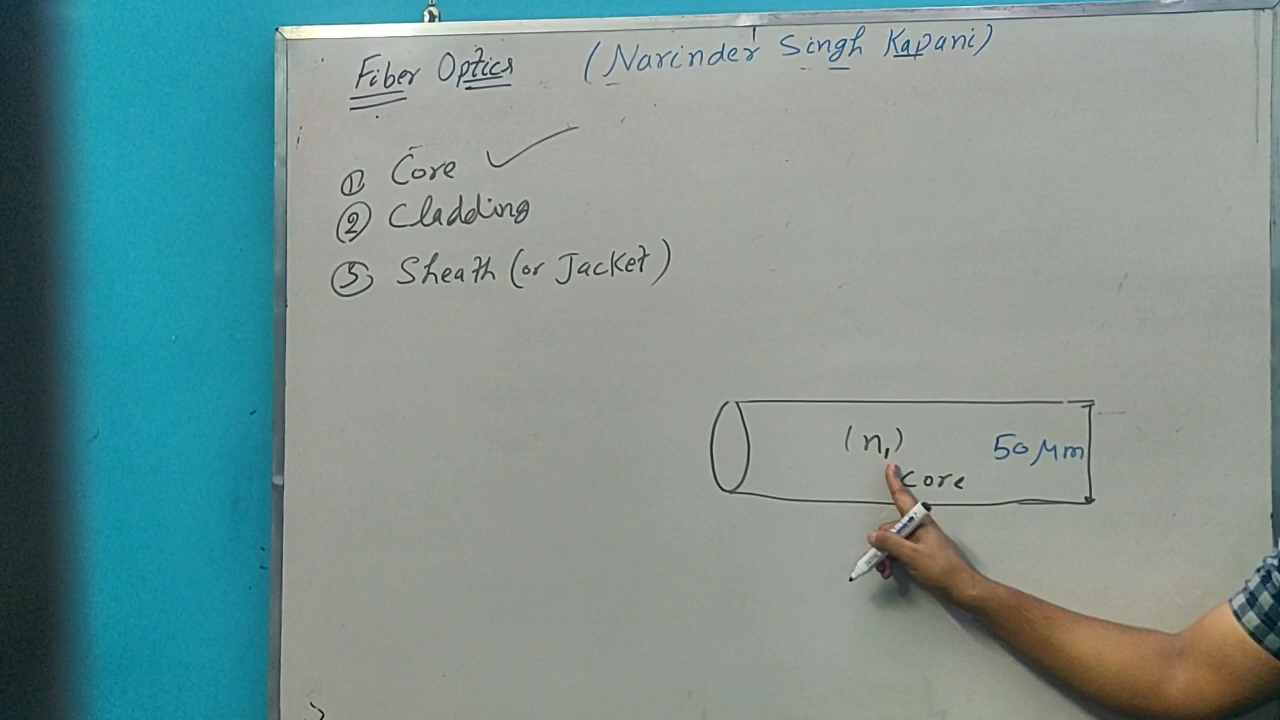 Fiber Optics (Narinder Singh Kapani)
① Core ✓
② Cladding
③ Sheath (or Jacket)
(n₁) 50 μm
core